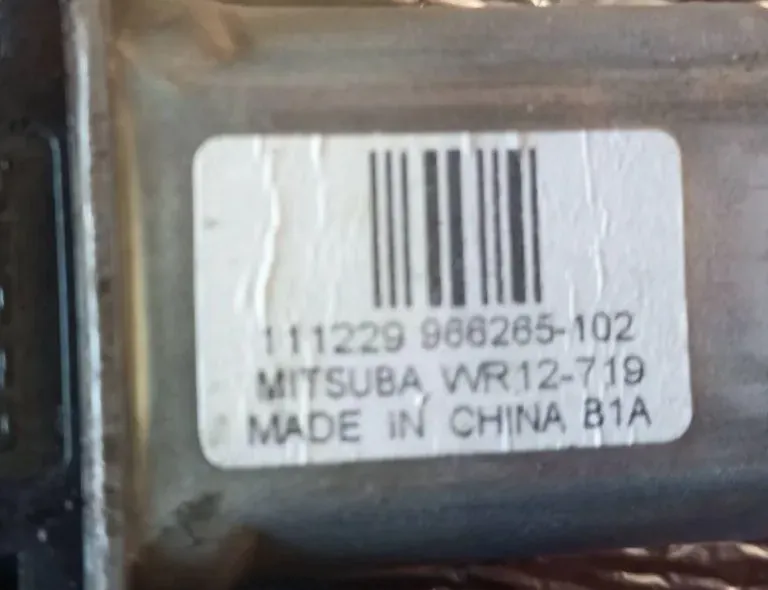 111229 966265-102
MITSUBA WR12-719
MADE IN CHINA B1A